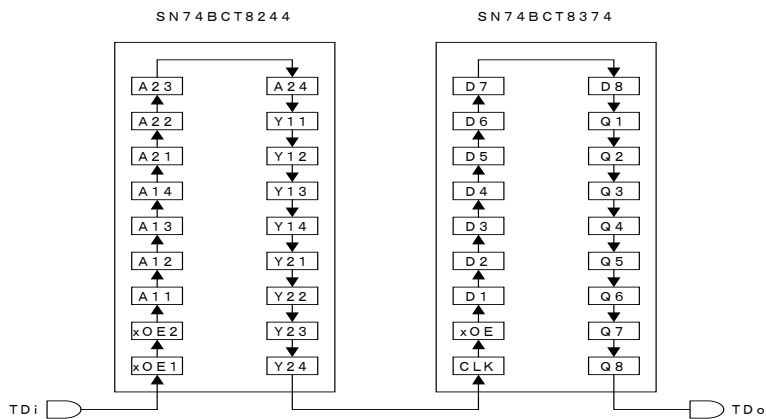 SN74BCT8244 SN74BCT8374
A23 A24 D7 D8
A22 Y11 D6 Q1
A21 Y12 D5 Q2
A14 Y13 D4 Q3
A13 Y14 D3 Q4
A12 Y21 D2 Q5
A11 Y22 D1 Q6
xOE2 Y23 xOE Q7
xOE1 Y24 CLK Q8
TDi TDo